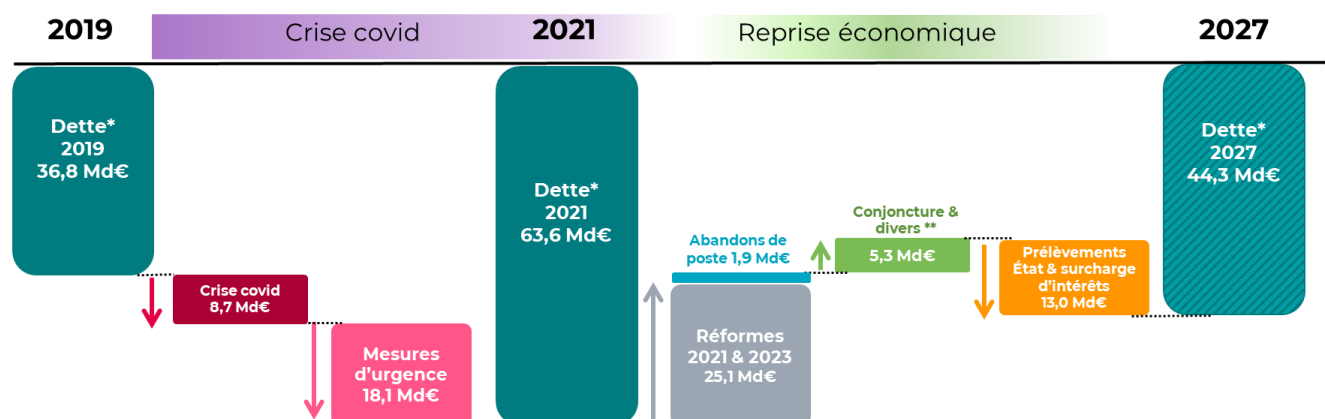 2019
Crise covid
2021
Reprise économique
2027
Dette*
2019
36,8 Md€
Crise covid
8,7 Md€
Mesures
d'urgence
18,1 Md€
Dette*
2021
63,6 Md€
Abandons de
poste 1,9 Md€
Réformes
2021 & 2023
25,1 Md€
Conjoncture &
divers **
5,3 Md€
Prélèvements
État & surcharge
d'intérêts
13,0 Md€
Dette*
2027
44,3 Md€